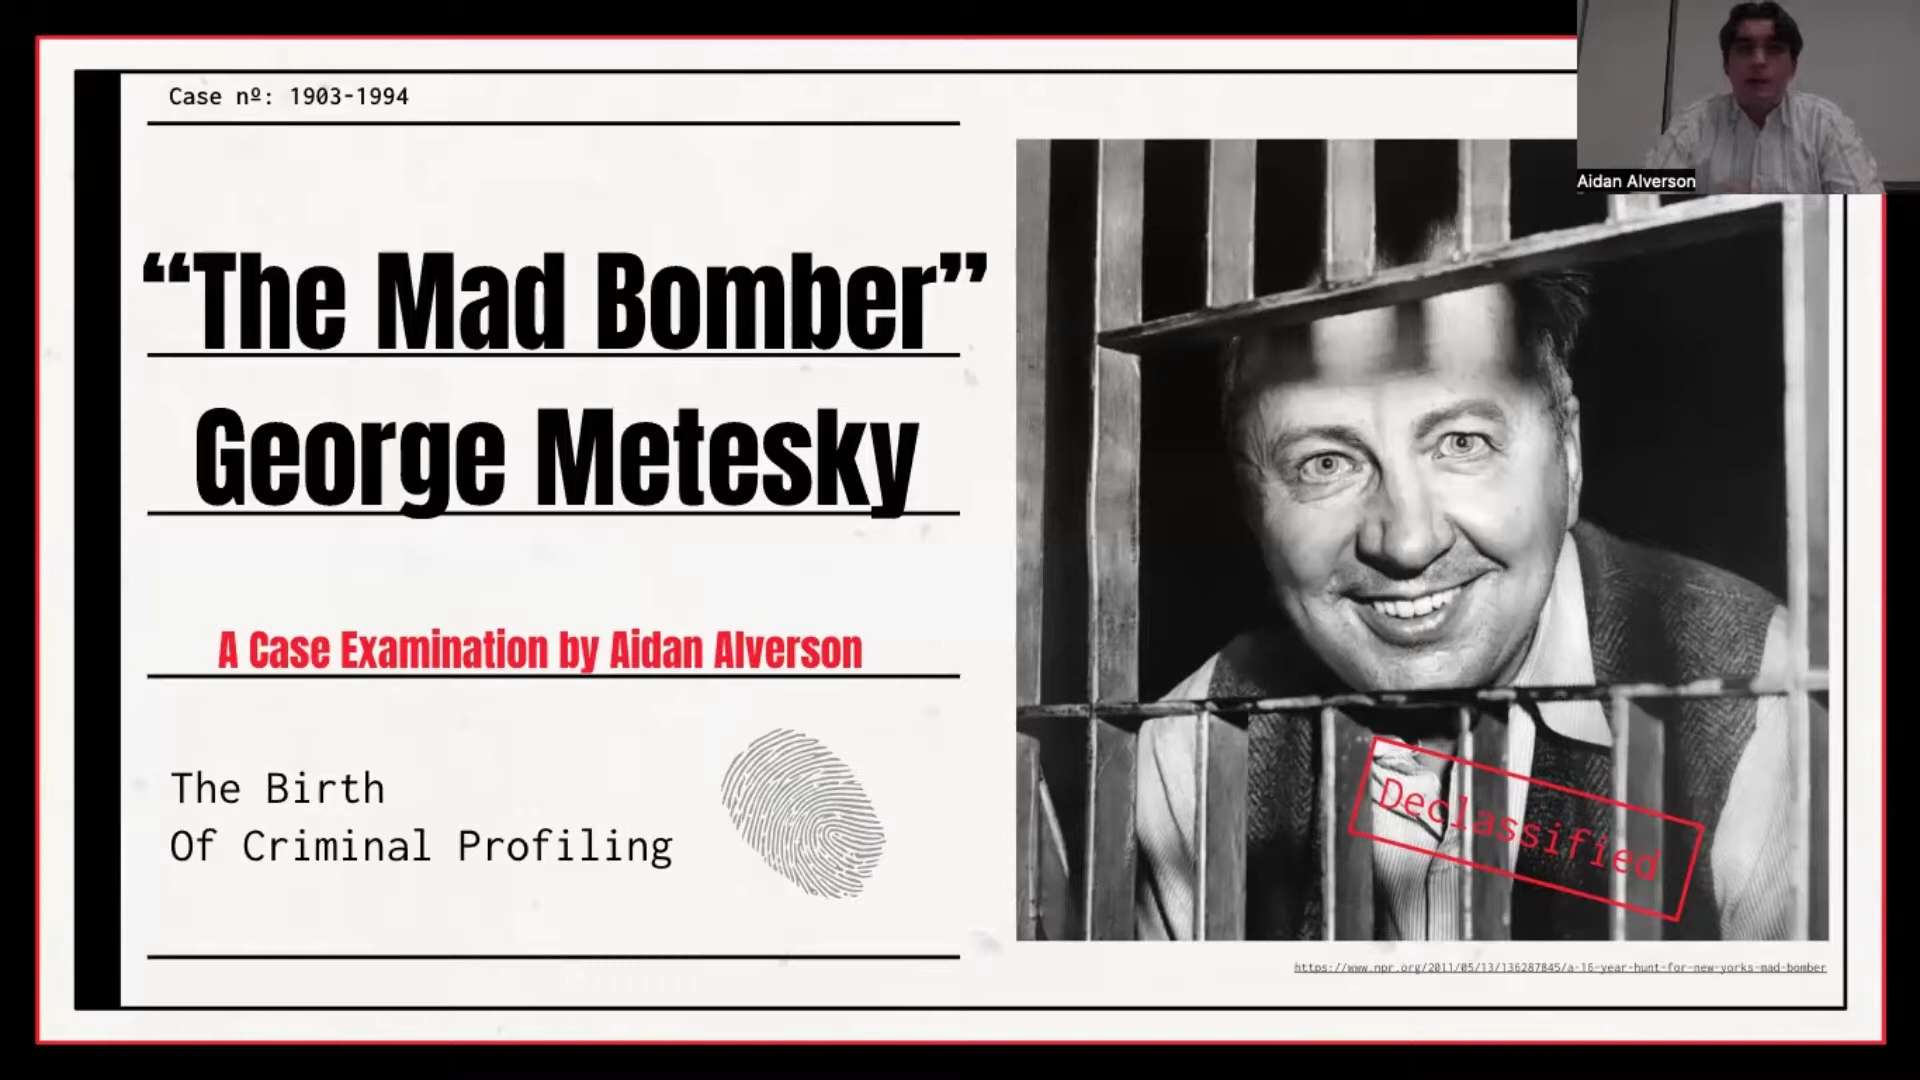 Case nº: 1903-1994
“The Mad Bomber”
George Metesky
A Case Examination by Aidan Alverson
The Birth
Of Criminal Profiling
Aidan Alverson
Declassified
https://www.npr.org/2011/05/13/136287845/a-16-year-hunt-for-new-yorks-mad-bomber